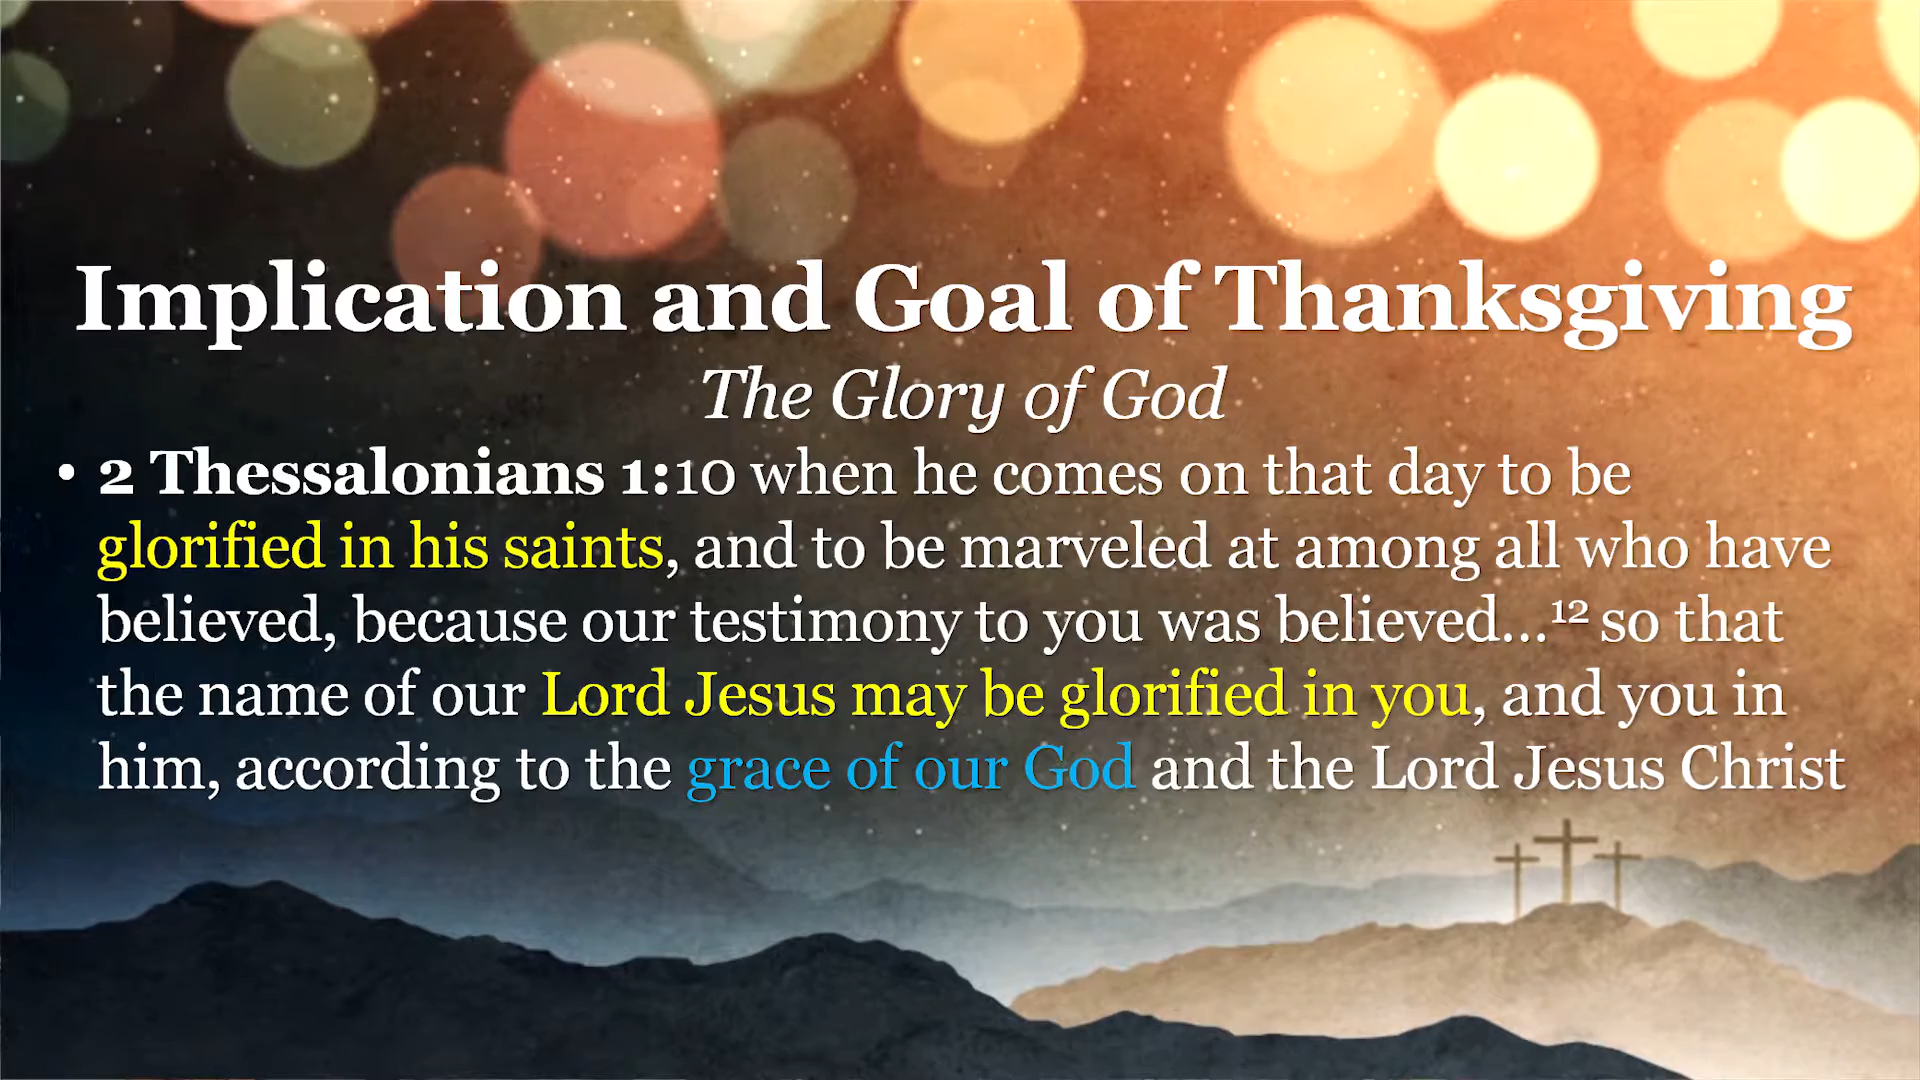 Implication and Goal of Thanksgiving
The Glory of God
• 2 Thessalonians 1:10 when he comes on that day to be
glorified in his saints, and to be marveled at among all who have
believed, because our testimony to you was believed...¹² so that
the name of our Lord Jesus may be glorified in you, and you in
him, according to the grace of our God and the Lord Jesus Christ